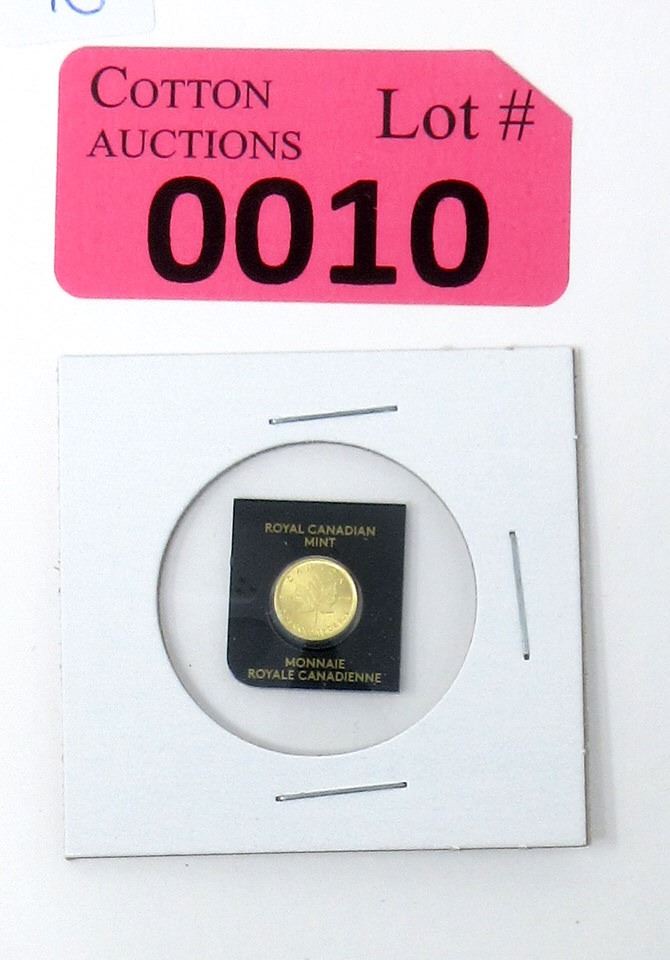 COTTON
AUCTIONS
Lot #
0010
ROYAL CANADIAN
MINT
MONNAIE
ROYALE CANADIENNE